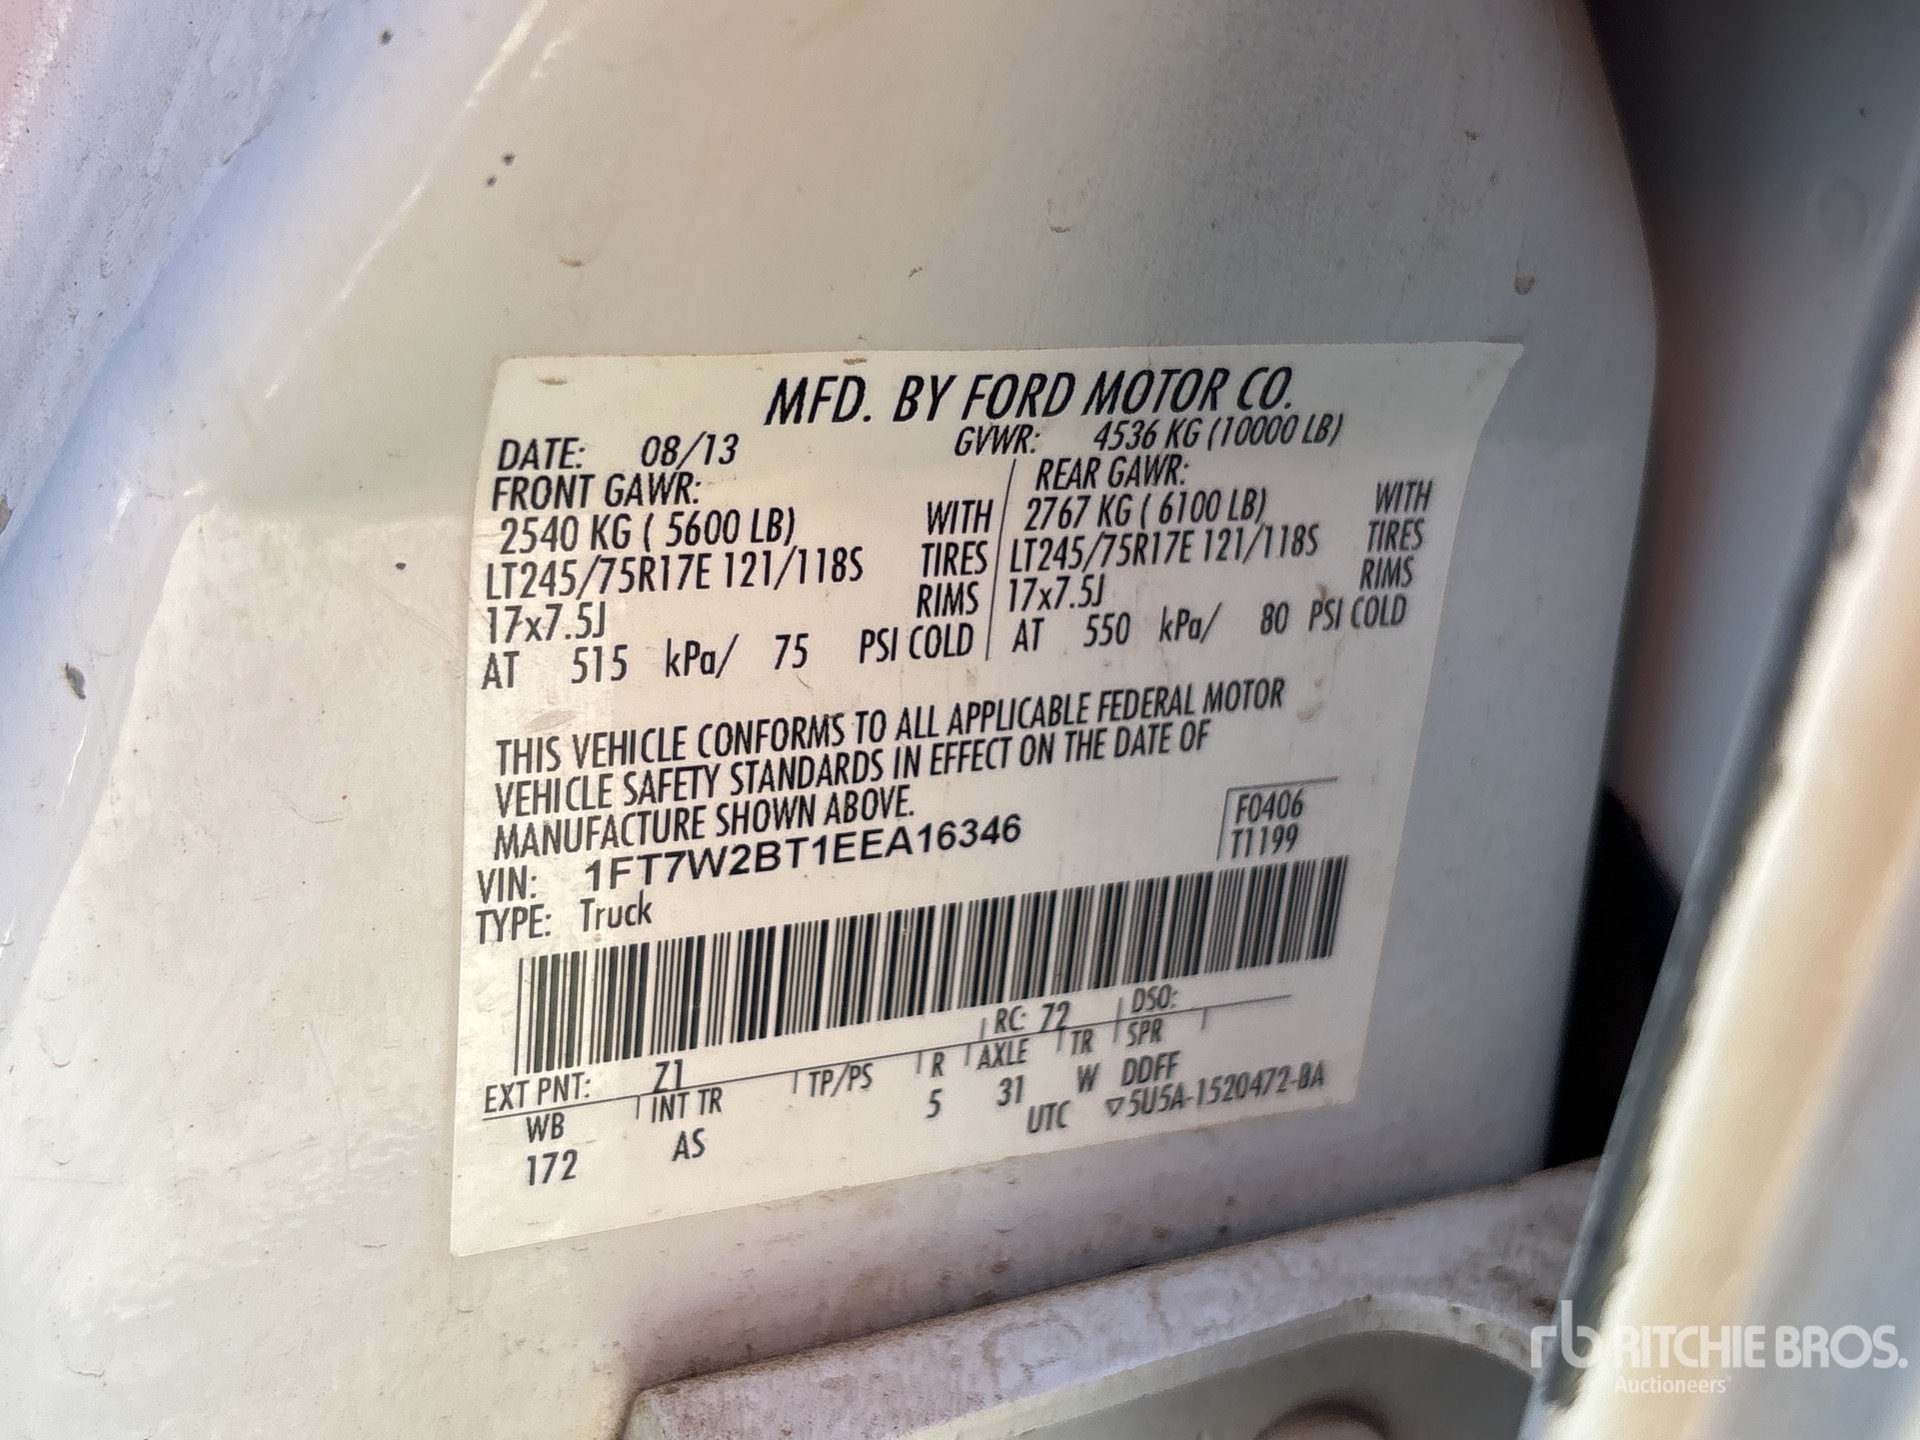 MFD. BY FORD MOTOR CO.
DATE: 08/13 GVWR: 4536 KG (10000 LB)
FRONT GAWR: REAR GAWR:
2540 KG ( 5600 LB) WITH 2767 KG ( 6100 LB) WITH
LT245/75R17E 121/118S TIRES LT245/75R17E 121/118S TIRES
17x7.5J RIMS 17x7.5J RIMS
AT 515 kPa/ 75 PSI COLD AT 550 kPa/ 80 PSI COLD
THIS VEHICLE CONFORMS TO ALL APPLICABLE FEDERAL MOTOR
VEHICLE SAFETY STANDARDS IN EFFECT ON THE DATE OF
MANUFACTURE SHOWN ABOVE.
F0406
VIN: 1FT7W2BT1EEA16346
T1199
TYPE: Truck
EXT PNT: Z1 RC: 72 DSO:
WB INT TR TP/PS R AXLE TR SPR
172 AS 5 31 W DDFF
UTC ▽5U5A-1520472-BA
rb RITCHIE BROS.
Auctioneers